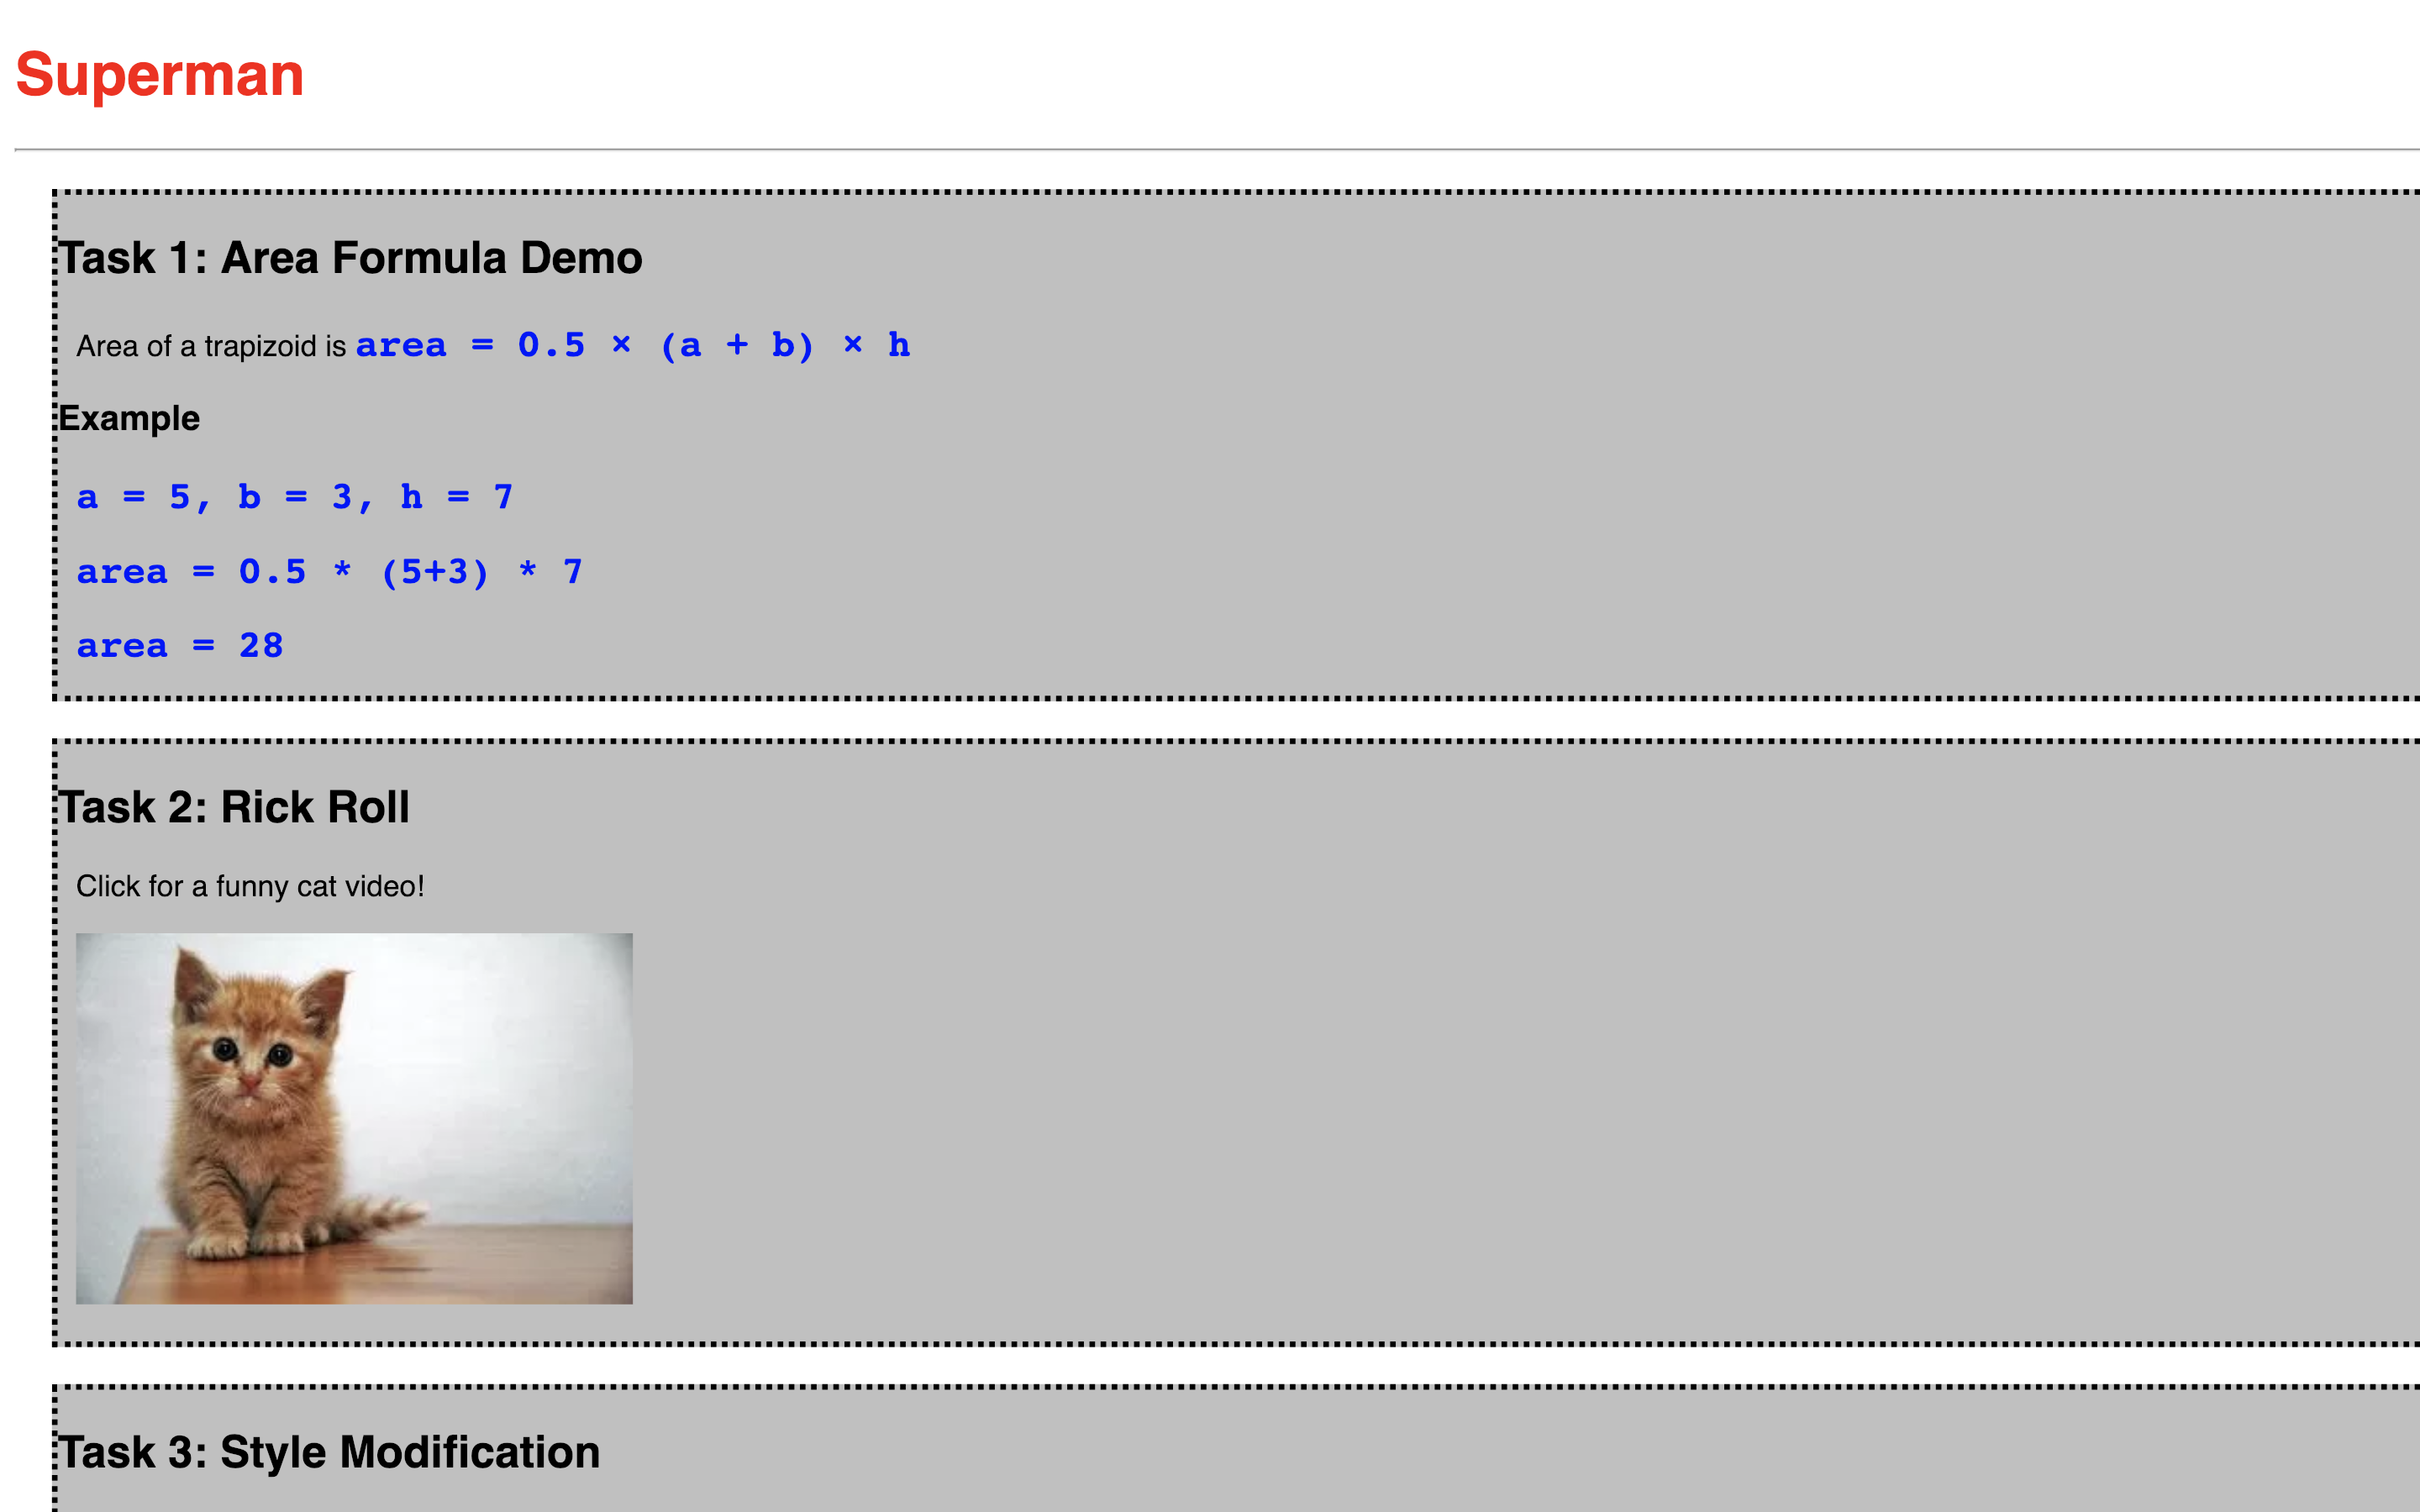 Superman
Task 1: Area Formula Demo
Area of a trapizoid is area = 0.5 × (a + b) × h
Example
a = 5, b = 3, h = 7
area = 0.5 * (5+3) * 7
area = 28
Task 2: Rick Roll
Click for a funny cat video!
Task 3: Style Modification